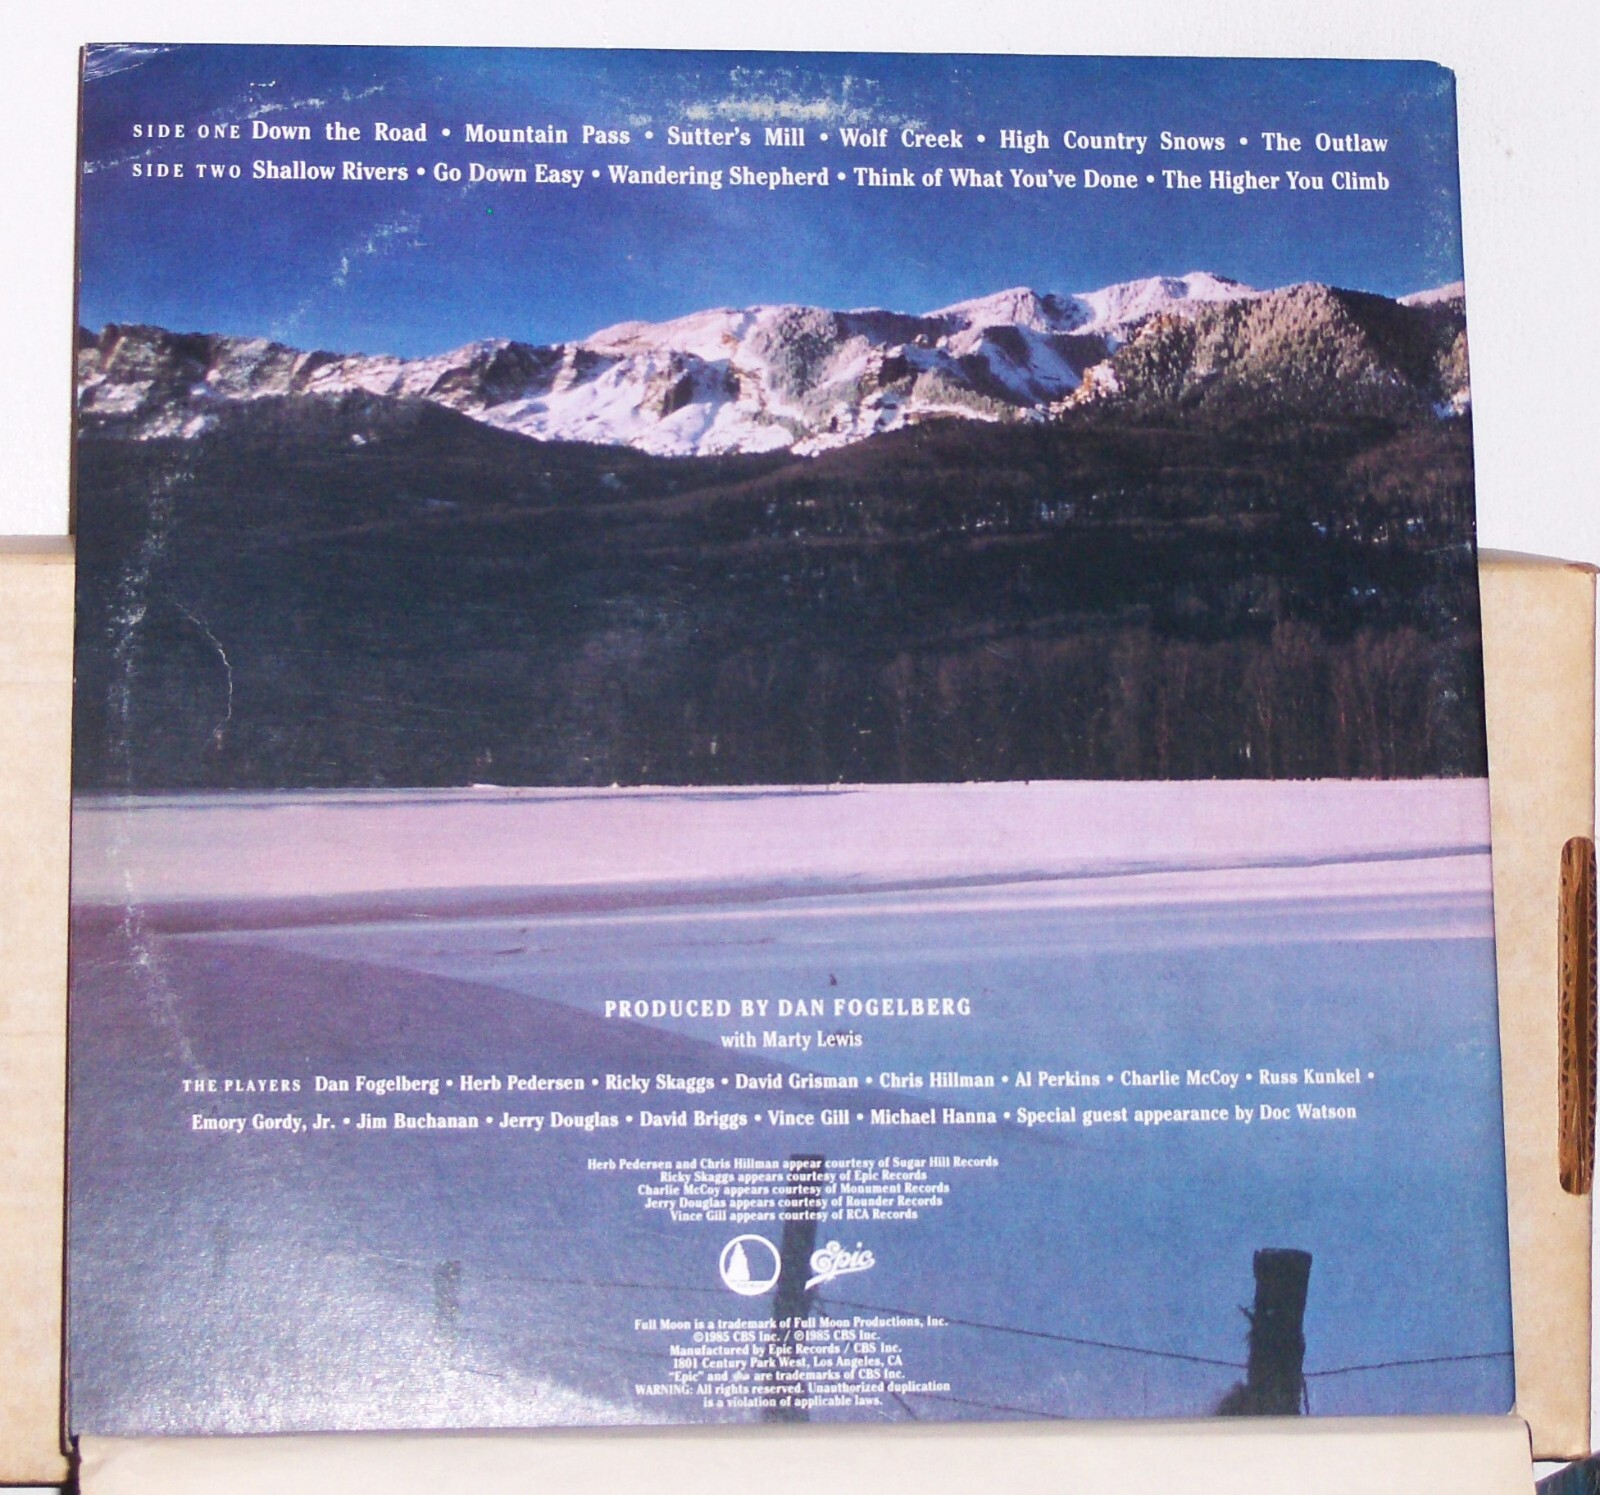 SIDE ONE Down the Road • Mountain Pass • Sutter's Mill • Wolf Creek • High Country Snows • The Outlaw
SIDE TWO Shallow Rivers • Go Down Easy • Wandering Shepherd • Think of What You've Done • The Higher You Climb
PRODUCED BY DAN FOGELBERG
with Marty Lewis
THE PLAYERS Dan Fogelberg • Herb Pedersen • Ricky Skaggs • David Grisman • Chris Hillman • Al Perkins • Charlie McCoy • Russ Kunkel •
Emory Gordy, Jr. • Jim Buchanan • Jerry Douglas • David Briggs • Vince Gill • Michael Hanna • Special guest appearance by Doc Watson
Herb Pedersen and Chris Hillman appear courtesy of Sugar Hill Records
Ricky Skaggs appears courtesy of Epic Records
Charlie McCoy appears courtesy of Monument Records
Jerry Douglas appears courtesy of Rounder Records
Vince Gill appears courtesy of RCA Records
Epic
Full Moon is a trademark of Full Moon Productions, Inc.
©1985 CBS Inc. / ℗1985 CBS Inc.
Manufactured by Epic Records / CBS Inc.
1801 Century Park West, Los Angeles, CA
"Epic" and are trademarks of CBS Inc.
WARNING: All rights reserved. Unauthorized duplication
is a violation of applicable laws.